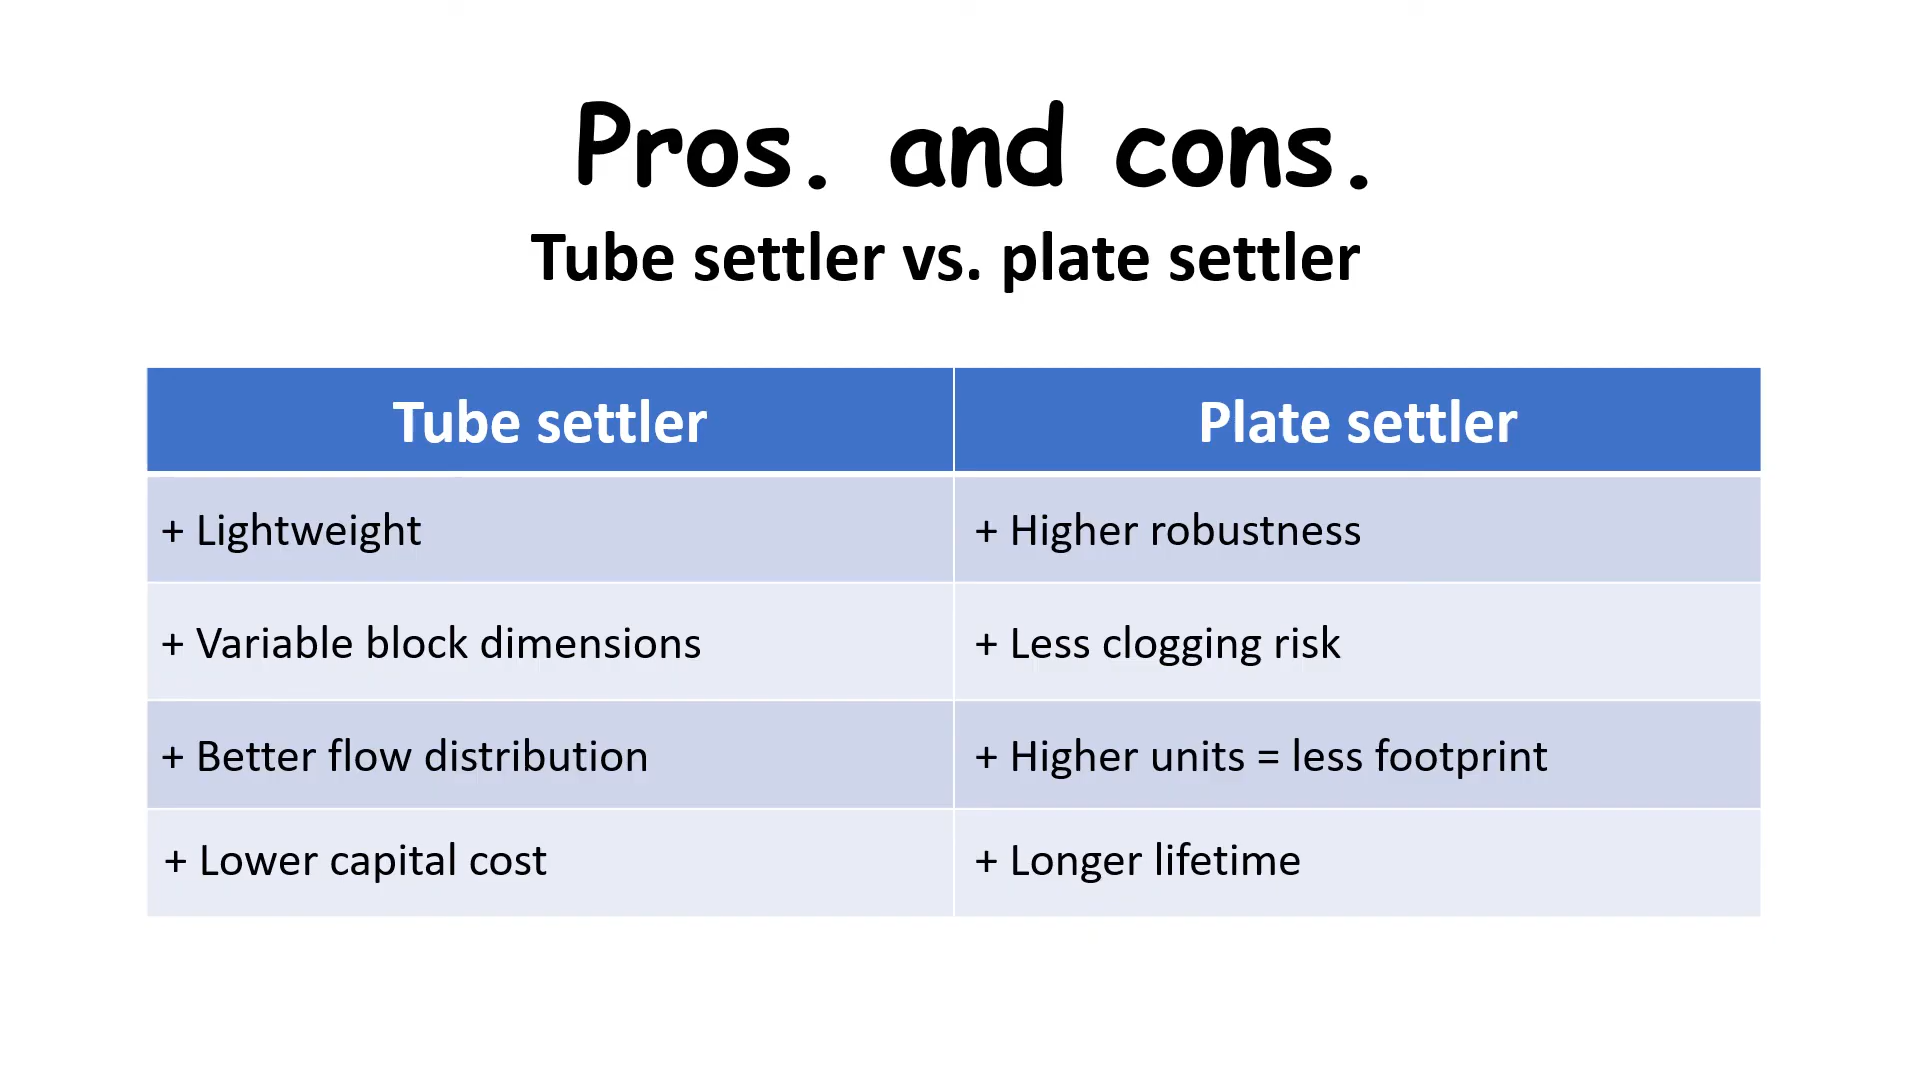 Pros. and cons.
Tube settler vs. plate settler
Tube settler
Plate settler
+ Lightweight
+ Higher robustness
+ Variable block dimensions
+ Less clogging risk
+ Better flow distribution
+ Higher units = less footprint
+ Lower capital cost
+ Longer lifetime